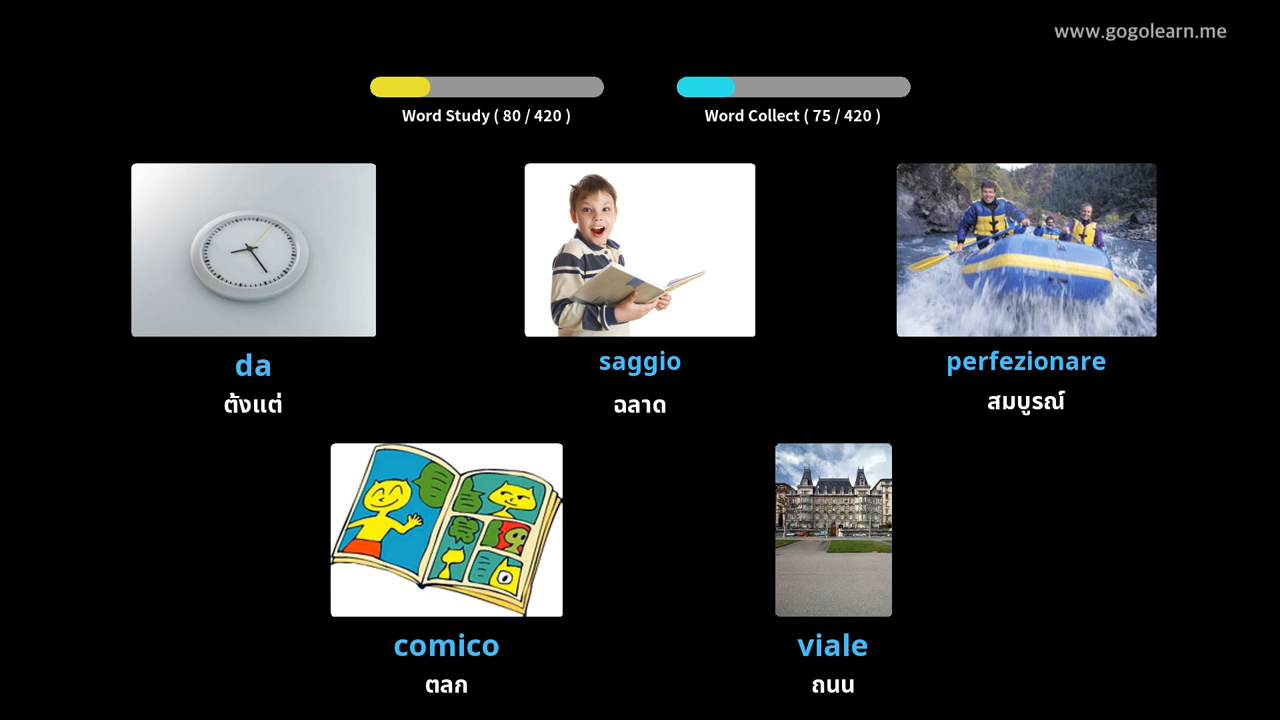 www.gogolearn.me
Word Study ( 80 / 420 )
Word Collect ( 75 / 420 )
da
ตั้งแต่
saggio
ฉลาด
perfezionare
สมบูรณ์
comico
ตลก
viale
ถนน